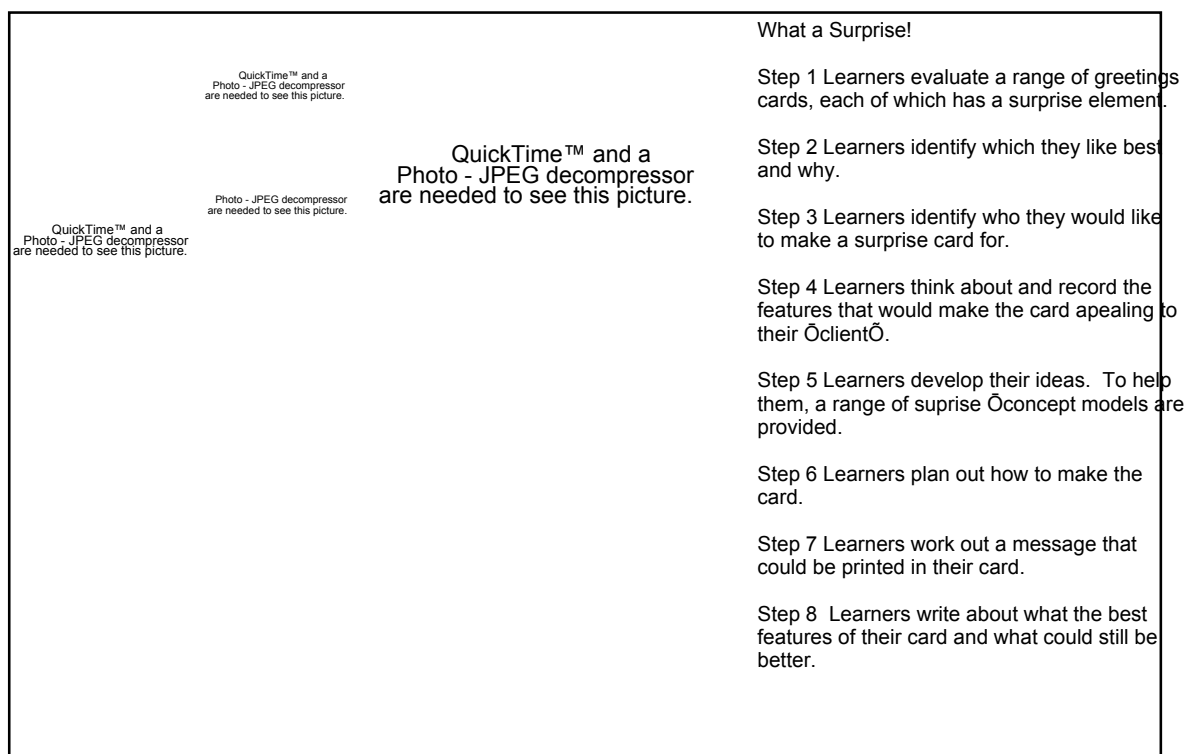 QuickTime™ and a
Photo - JPEG decompressor
are needed to see this picture.
Photo - JPEG decompressor
are needed to see this picture.
QuickTime™ and a
Photo - JPEG decompressor
are needed to see this picture.
QuickTime™ and a
Photo - JPEG decompressor
are needed to see this picture.
What a Surprise!
Step 1 Learners evaluate a range of greetings
cards, each of which has a surprise element.
Step 2 Learners identify which they like best
and why.
Step 3 Learners identify who they would like
to make a surprise card for.
Step 4 Learners think about and record the
features that would make the card apealing to
their ÕclientÕ.
Step 5 Learners develop their ideas.  To help
them, a range of suprise Õconcept models are
provided.
Step 6 Learners plan out how to make the
card.
Step 7 Learners work out a message that
could be printed in their card.
Step 8  Learners write about what the best
features of their card and what could still be
better.